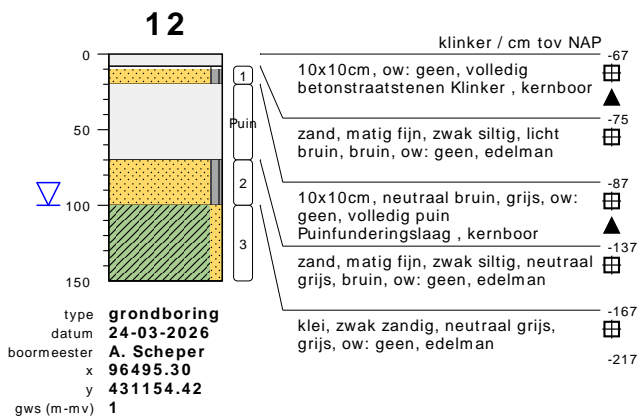 12
klinker / cm tov NAP
0
-67
10x10cm, ow: geen, volledig
betonstraatstenen Klinker , kernboor
1
-75
Puin
50
zand, matig fijn, zwak siltig, licht
bruin, bruin, ow: geen, edelman
-87
2
10x10cm, neutraal bruin, grijs, ow:
geen, volledig puin
Puinfunderingslaag , kernboor
100
-137
3
zand, matig fijn, zwak siltig, neutraal
grijs, bruin, ow: geen, edelman
150
-167
klei, zwak zandig, neutraal grijs,
grijs, ow: geen, edelman
-217
type grondboring
datum 24-03-2026
boormeester A. Scheper
x 96495.30
y 431154.42
gws (m-mv) 1